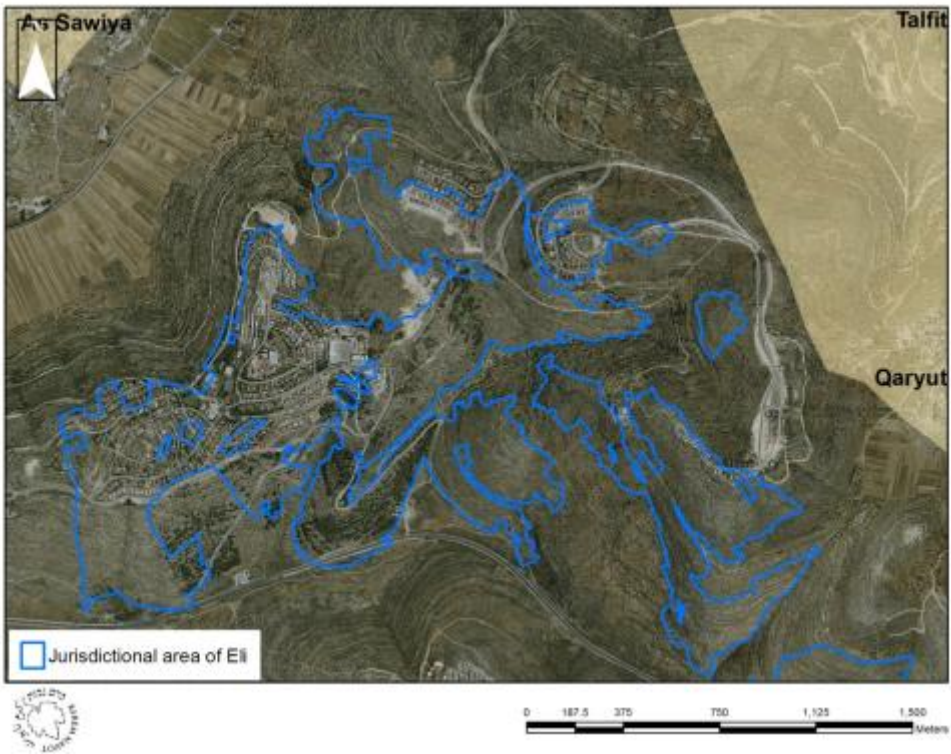 As Sawiya
Talfit
Qaryut
Jurisdictional area of Eli
0 187.5 375 750 1,125 1,500
Meters